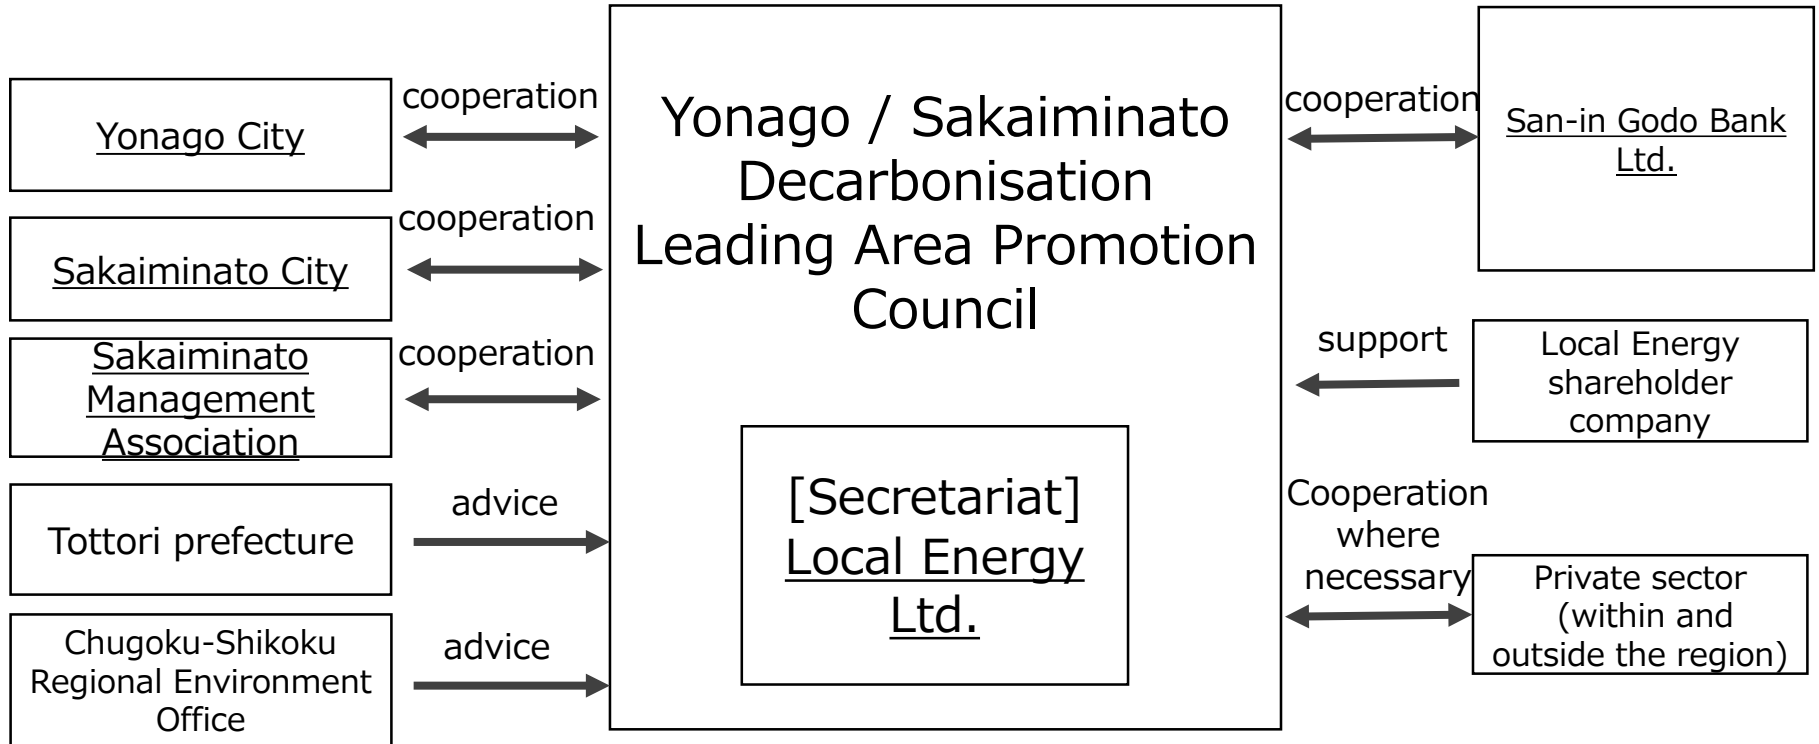 Yonago City
cooperation
Sakaiminato City
cooperation
Sakaiminato
Management
Association
cooperation
Tottori prefecture
advice
Chugoku-Shikoku
Regional Environment
Office
advice
Yonago / Sakaiminato
Decarbonisation
Leading Area Promotion
Council
[Secretariat]
Local Energy
Ltd.
cooperation
San-in Godo Bank
Ltd.
support
Local Energy
shareholder
company
Cooperation
where
necessary
Private sector
(within and
outside the region)